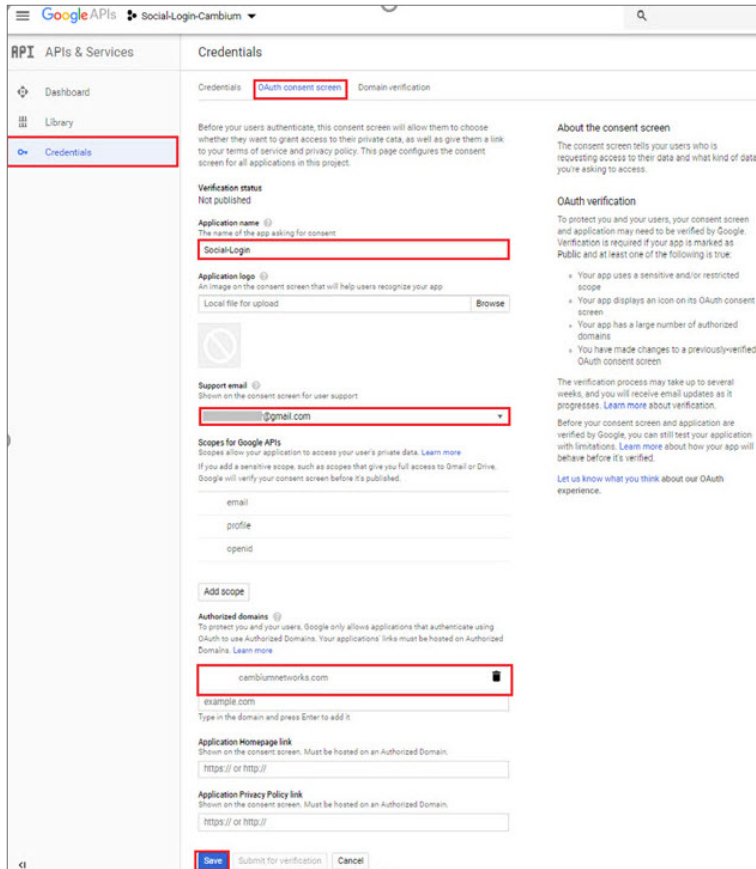 Google APIs Social-Login-Cambium
API APIs & Services
Dashboard
Library
Credentials
Credentials
Credentials OAuth consent screen Domain verification
Before your users authenticate, this consent screen will allow them to choose
whether they want to grant access to their private data, as well as give them a link
to your terms of service and privacy policy. This page configures the consent
screen for all applications in this project.
Verification status
Not published
Application name
The name of the app asking for consent
Social-Login
Application logo
An image on the consent screen that will help users recognize your app
Local file for upload Browse
Support email
Shown on the consent screen for user support
@gmail.com
Scopes for Google APIs
Scopes allow your application to access your user's private data. Learn more
If you add a sensitive scope, such as scopes that give you full access to Gmail or Drive,
Google will verify your consent screen before it's published.
email
profile
openid
Add scope
Authorized domains
To protect you and your users, Google only allows applications that authenticate using
OAuth to use Authorized Domains. Your applications' links must be hosted on Authorized
Domains. Learn more
cambiumnetworks.com
example.com
Type in the domain and press Enter to add it
Application Homepage link
Shown on the consent screen. Must be hosted on an Authorized Domain.
https:// or http://
Application Privacy Policy link
Shown on the consent screen. Must be hosted on an Authorized Domain.
https:// or http://
Save Submit for verification Cancel
About the consent screen
The consent screen tells your users who is
requesting access to their data and what kind of data
you're asking to access.
OAuth verification
To protect you and your users, your consent screen
and application may need to be verified by Google.
Verification is required if your app is marked as
Public and at least one of the following is true:
Your app uses a sensitive and/or restricted
scope
Your app displays an icon on its OAuth consent
screen
Your app has a large number of authorized
domains
You have made changes to a previously-verified
OAuth consent screen
The verification process may take up to several
weeks, and you will receive email updates as it
progresses. Learn more about verification.
Before your consent screen and application are
verified by Google, you can still test your application
with limitations. Learn more about how your app will
behave before it's verified.
Let us know what you think about our OAuth
experience.